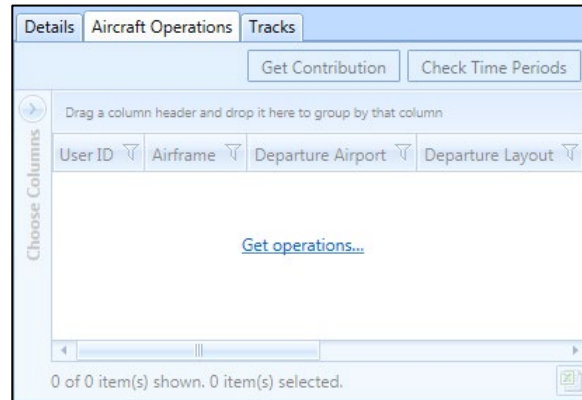 Details Aircraft Operations Tracks
Get Contribution Check Time Periods
Drag a column header and drop it here to group by that column
Choose Columns
User ID Airframe Departure Airport Departure Layout
Get operations...
0 of 0 item(s) shown. 0 item(s) selected.